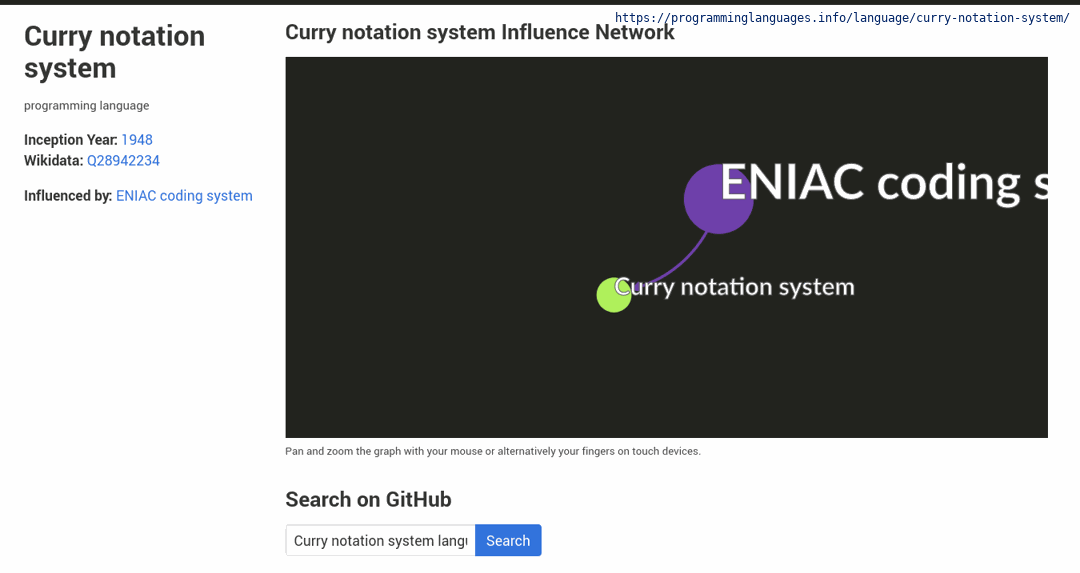 https://programminglanguages.info/language/curry-notation-system/
Curry notation
system
programming language
Inception Year: 1948
Wikidata: Q28942234
Influenced by: ENIAC coding system
Curry notation system Influence Network
ENIAC coding s
Curry notation system
Pan and zoom the graph with your mouse or alternatively your fingers on touch devices.
Search on GitHub
Curry notation system langu
Search